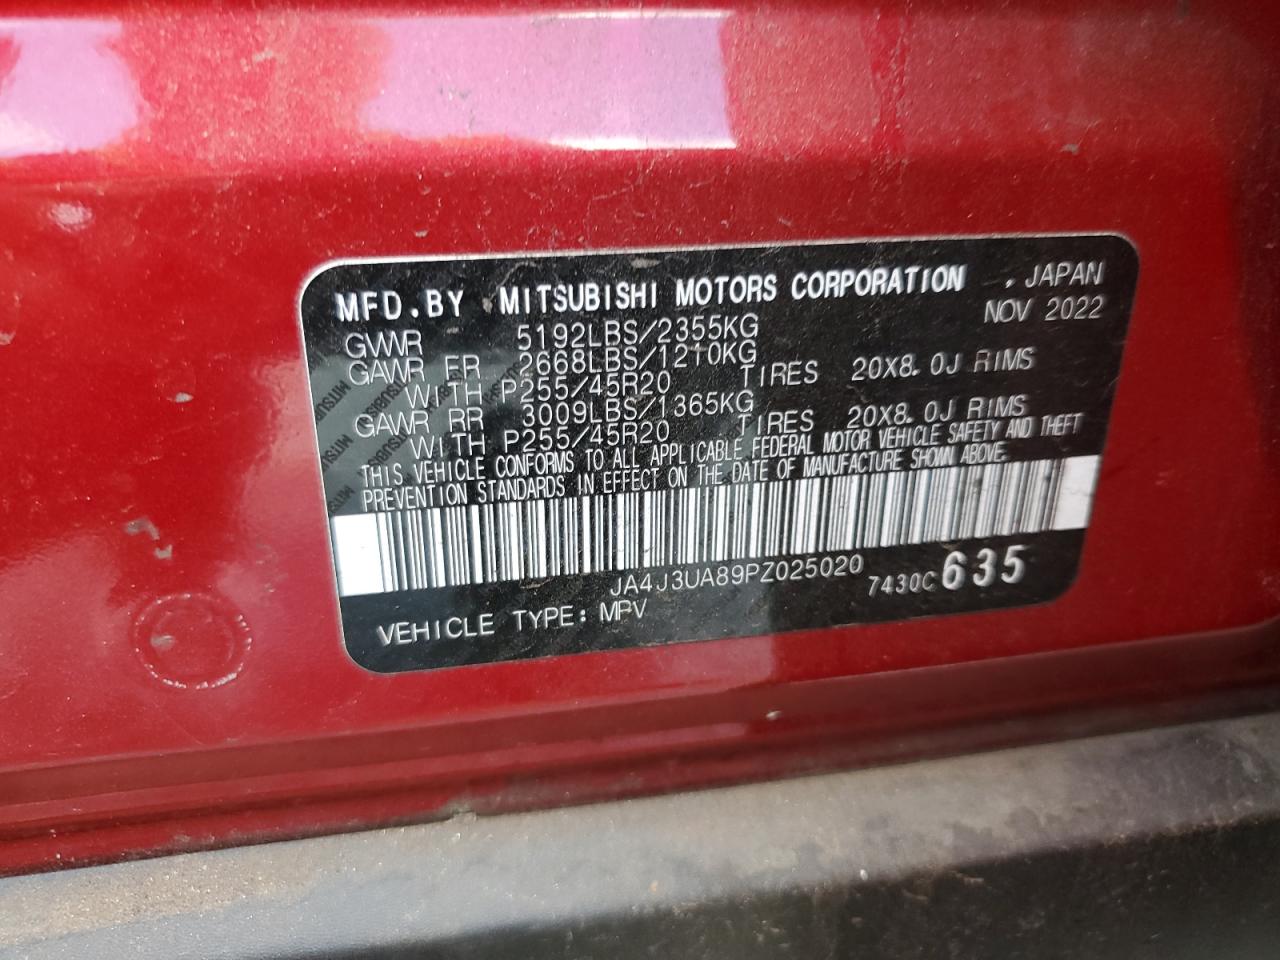 MFD.BY MITSUBISHI MOTORS CORPORATION , JAPAN
NOV 2022
GVWR 5192LBS/2355KG
GAWR FR 2668LBS/1210KG
WITH P255/45R20 TIRES 20X8.0J RIMS
GAWR RR 3009LBS/1365KG
WITH P255/45R20 TIRES 20X8.0J RIMS
THIS VEHICLE CONFORMS TO ALL APPLICABLE FEDERAL MOTOR VEHICLE SAFETY AND THEFT
PREVENTION STANDARDS IN EFFECT ON THE DATE OF MANUFACTURE SHOWN ABOVE.
JA4J3UA89PZ025020
7430C635
VEHICLE TYPE: MPV